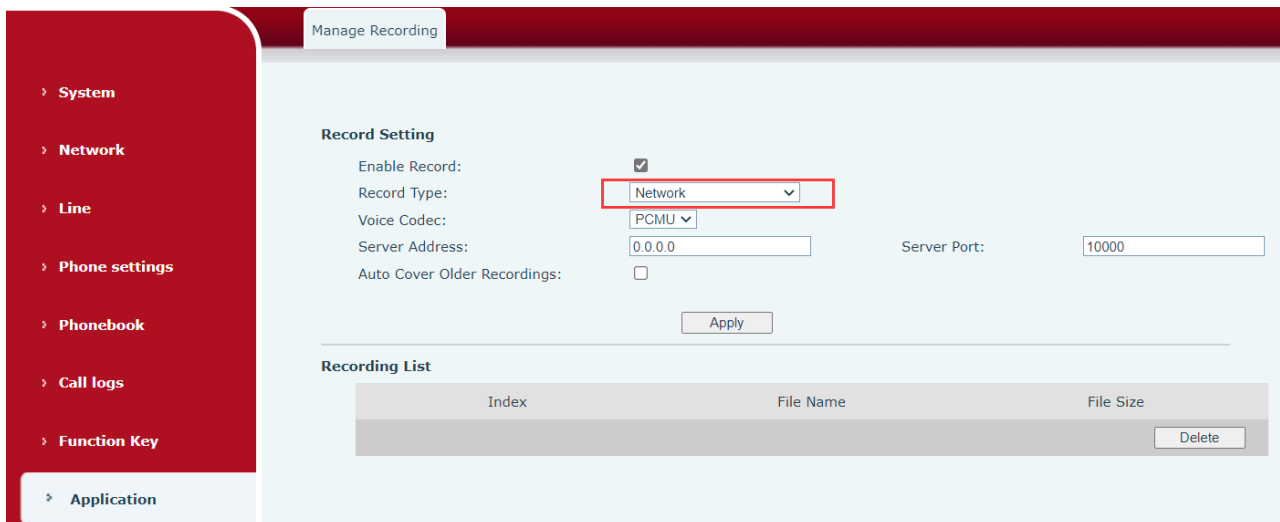 Manage Recording
System
Network
Line
Phone settings
Phonebook
Call logs
Function Key
Application
Record Setting
Enable Record:
Record Type: Network
Voice Codec: PCMU
Server Address: 0.0.0.0 Server Port: 10000
Auto Cover Older Recordings:
Apply
Recording List
Index File Name File Size
Delete